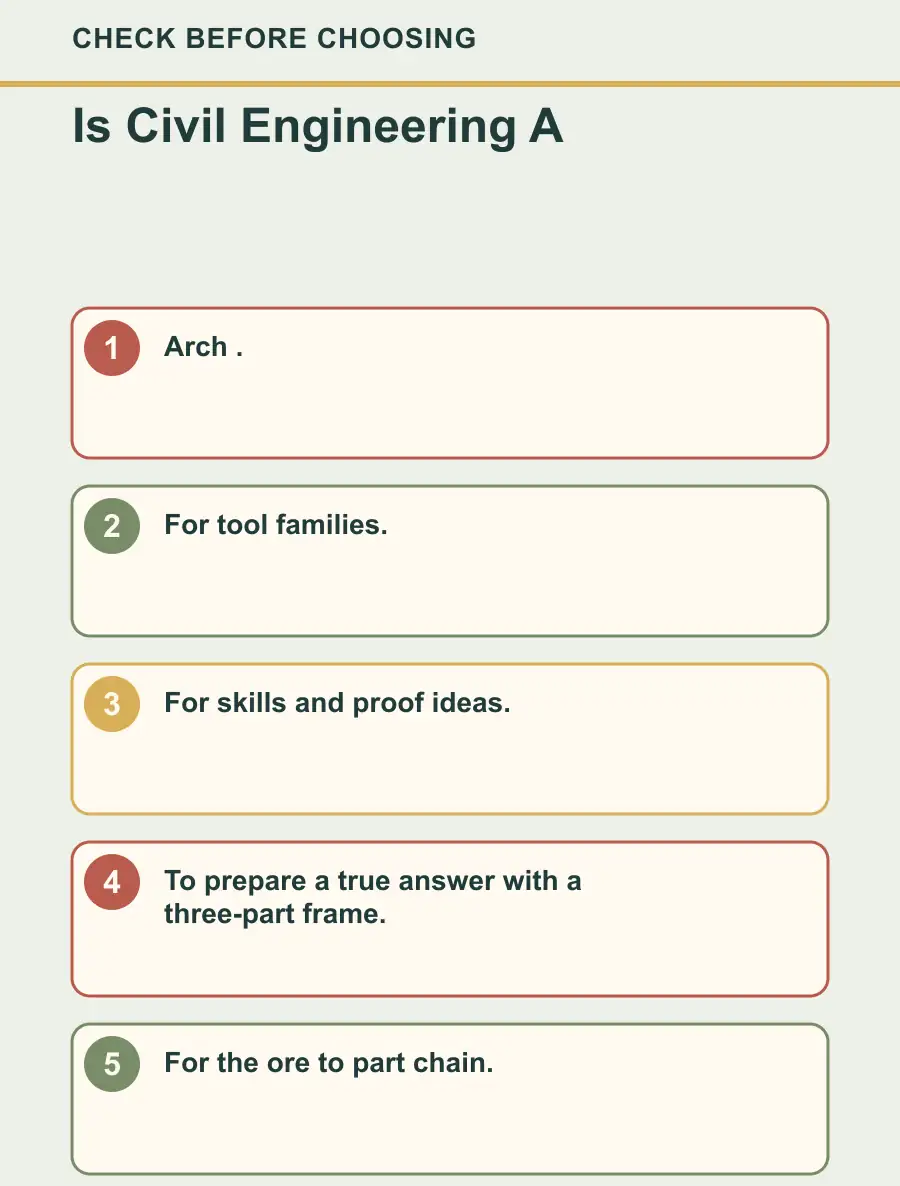 CHECK BEFORE CHOOSING
Is Civil Engineering A
1
Arch .
2
For tool families.
3
For skills and proof ideas.
4
To prepare a true answer with a
three-part frame.
5
For the ore to part chain.